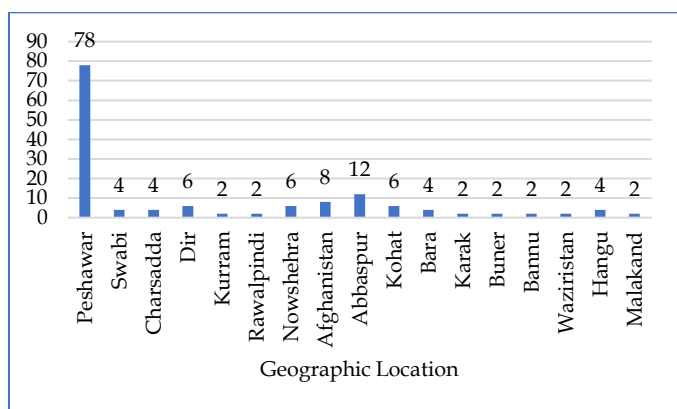 90
80
70
60
50
40
30
20
10
0
78
4
4
6
2
2
6
8
12
6
4
2
2
2
2
4
2
Peshawar
Swabi
Charsadda
Dir
Kurram
Rawalpindi
Nowshehra
Afghanistan
Abbaspur
Kohat
Bara
Karak
Buner
Bannu
Waziristan
Hangu
Malakand
Geographic Location